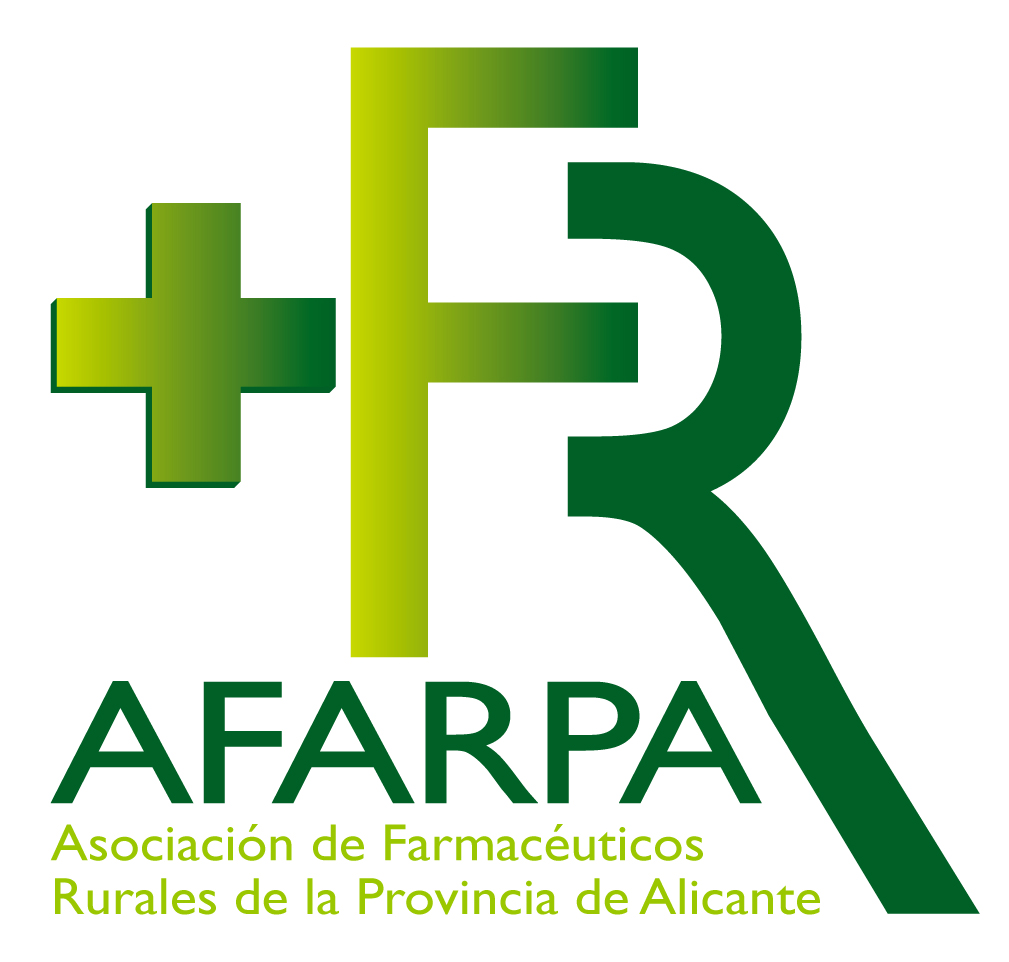 FR
AFARPA
Asociación de Farmacéuticos
Rurales de la Provincia de Alicante